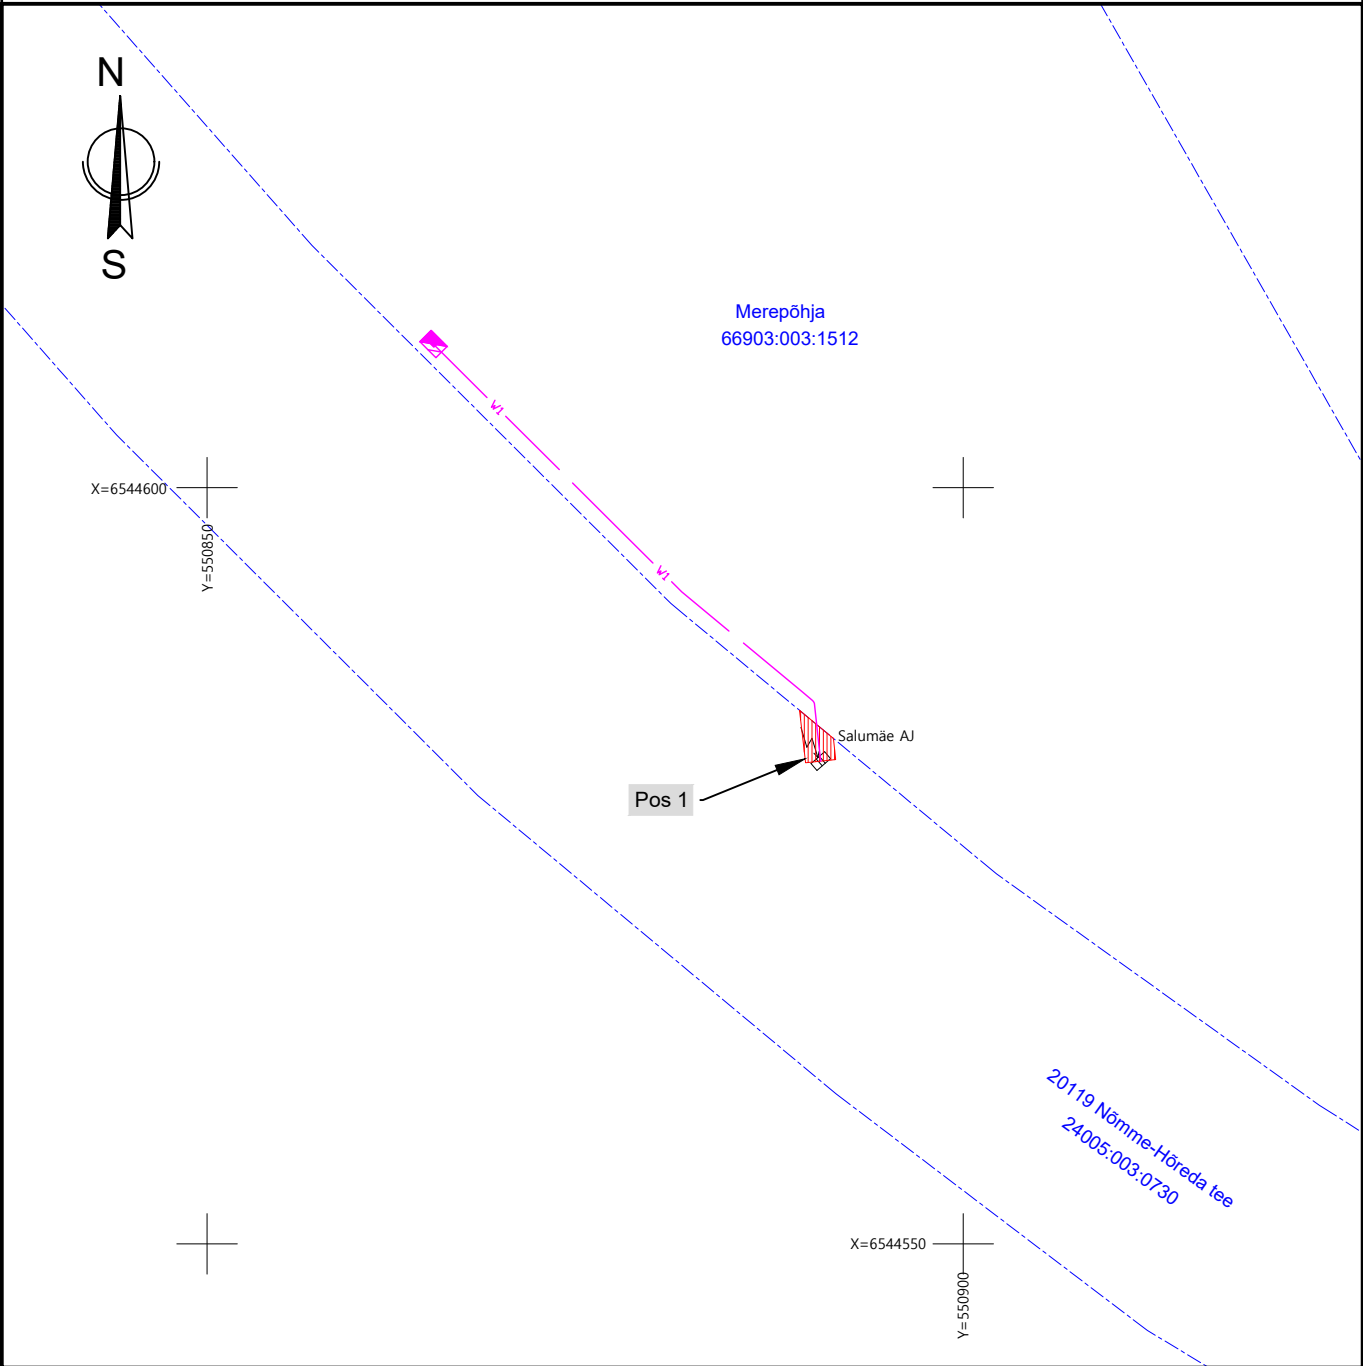 N
S
Merepõhja
66903:003:1512
W1
X=6544600
Y=550850
W1
Salumäe AJ
Pos 1
20119 Nõmme-Hõreda tee
24005:003:0730
X=6544550
Y=550900